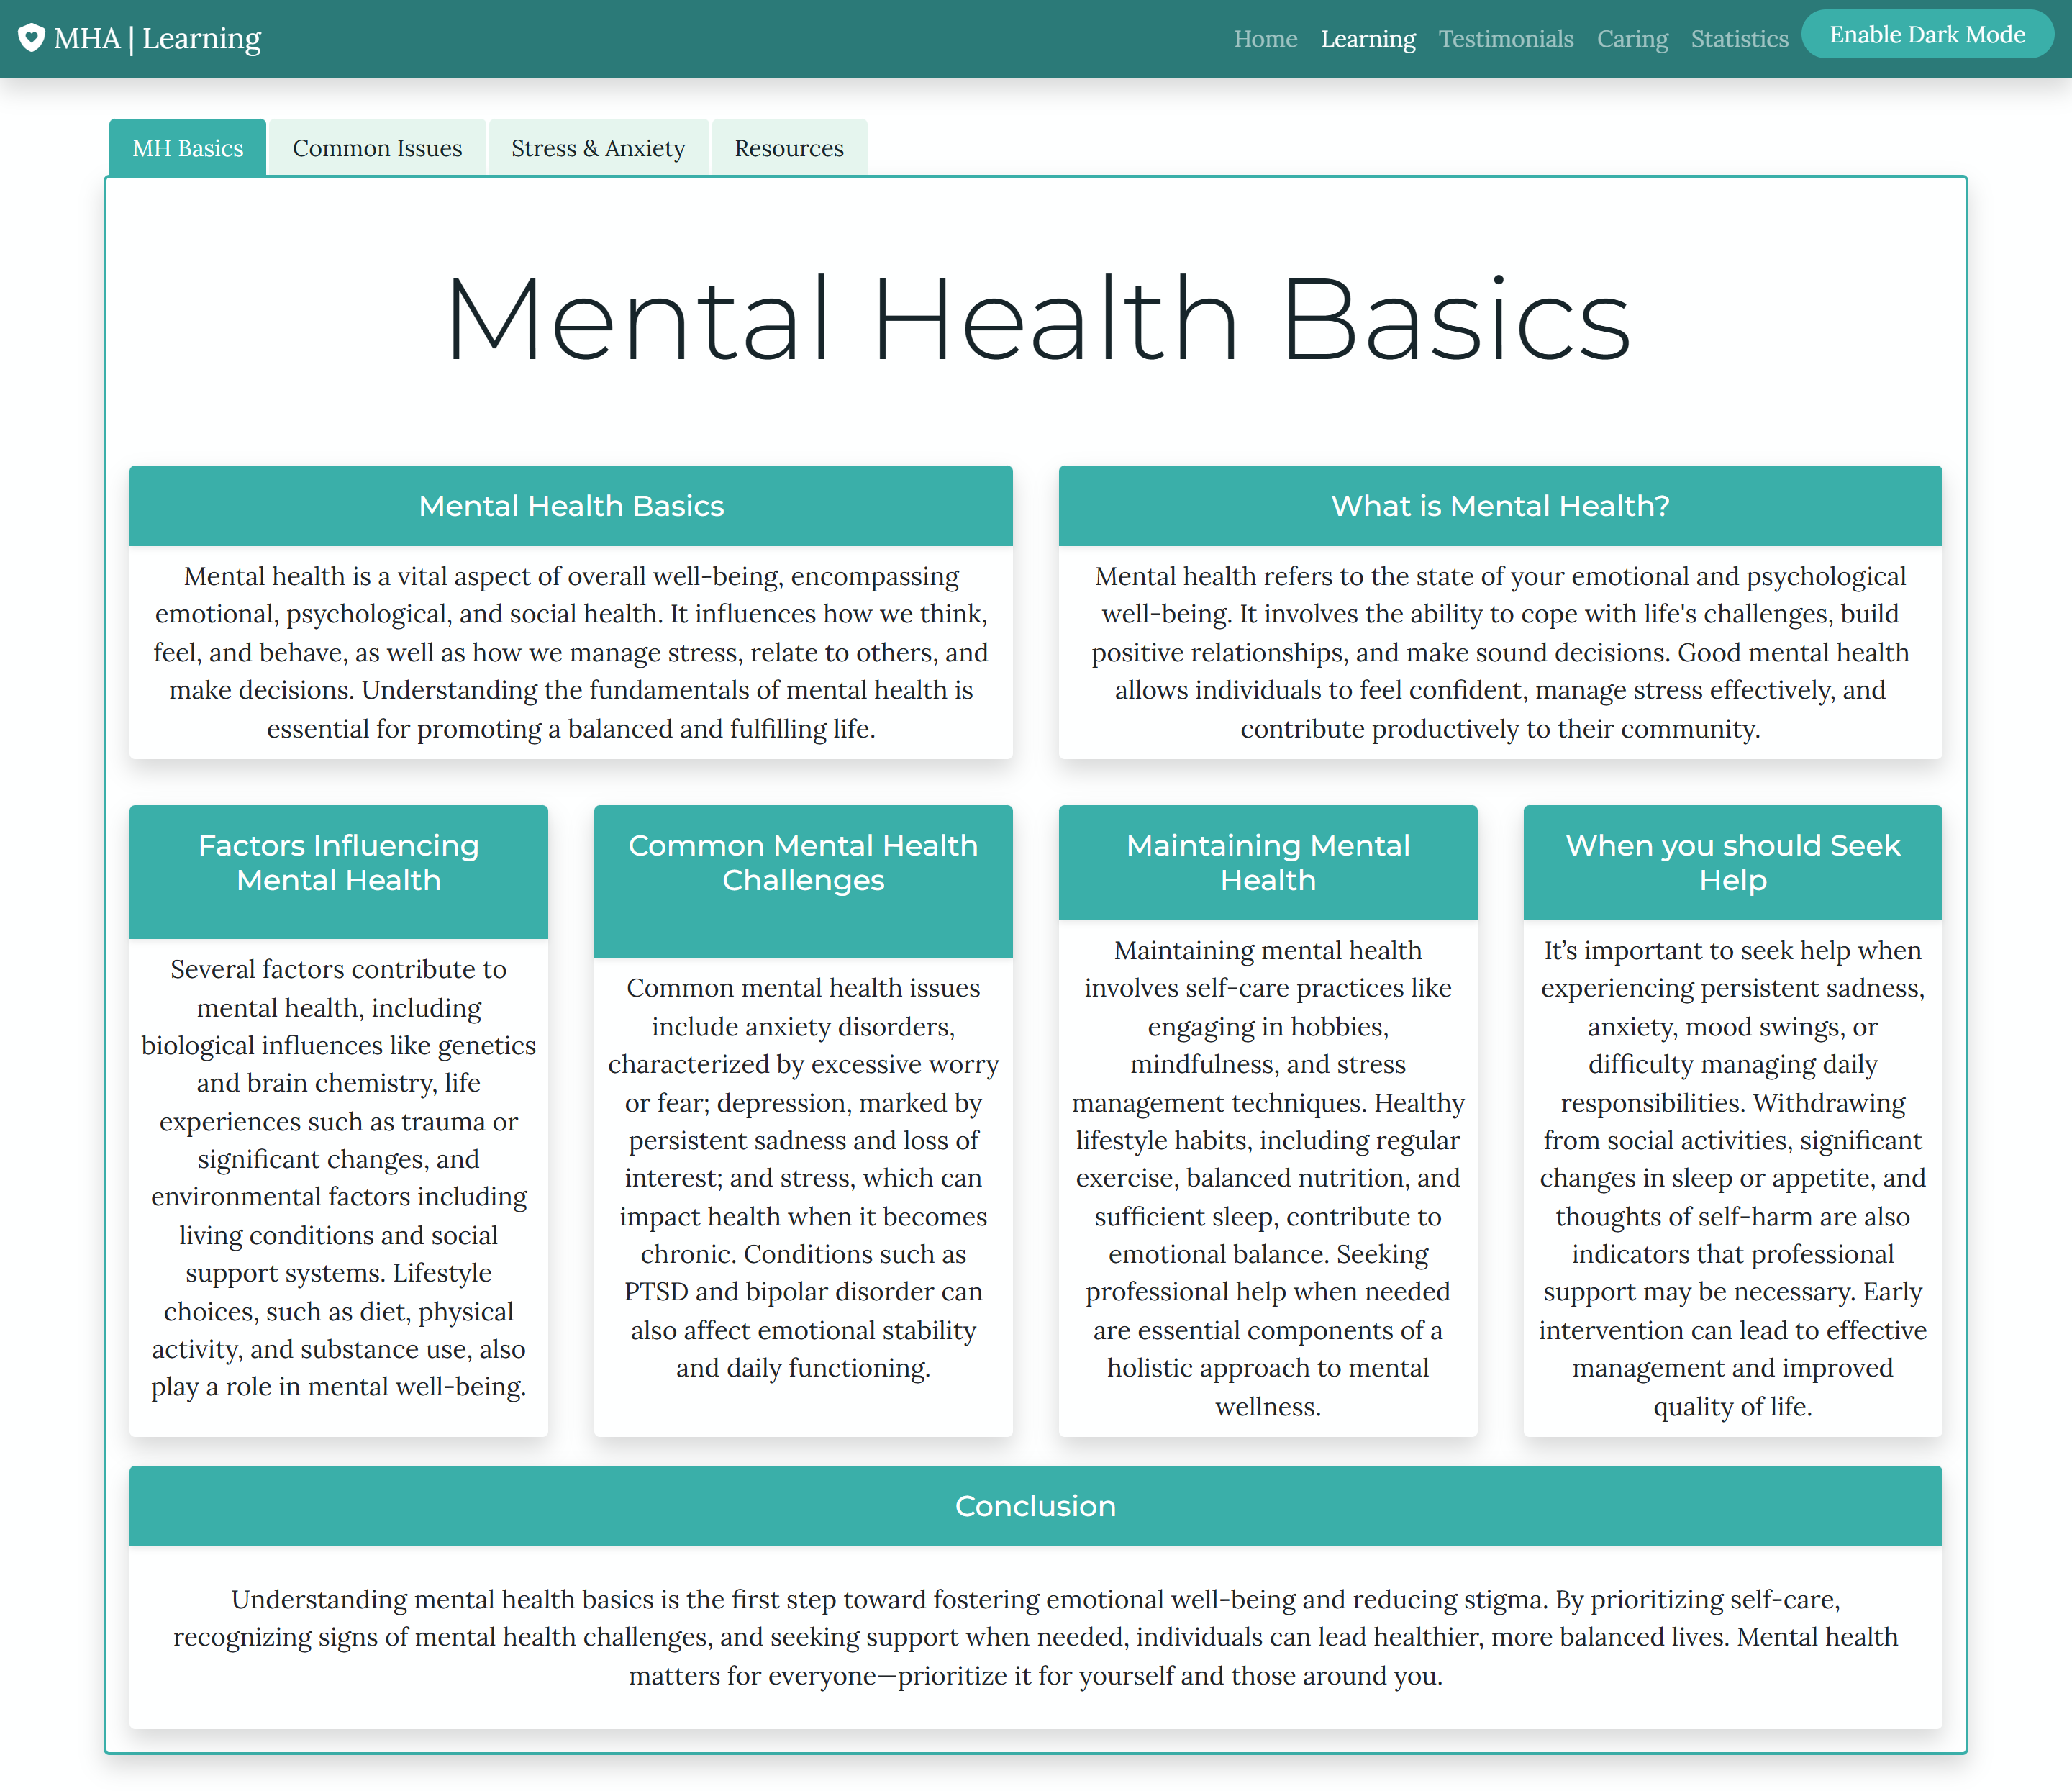 MHA | Learning
Home Learning Testimonials Caring Statistics Enable Dark Mode
MH Basics Common Issues Stress & Anxiety Resources
Mental Health Basics
Mental Health Basics
Mental health is a vital aspect of overall well-being, encompassing
emotional, psychological, and social health. It influences how we think,
feel, and behave, as well as how we manage stress, relate to others, and
make decisions. Understanding the fundamentals of mental health is
essential for promoting a balanced and fulfilling life.
What is Mental Health?
Mental health refers to the state of your emotional and psychological
well-being. It involves the ability to cope with life's challenges, build
positive relationships, and make sound decisions. Good mental health
allows individuals to feel confident, manage stress effectively, and
contribute productively to their community.
Factors Influencing
Mental Health
Several factors contribute to
mental health, including
biological influences like genetics
and brain chemistry, life
experiences such as trauma or
significant changes, and
environmental factors including
living conditions and social
support systems. Lifestyle
choices, such as diet, physical
activity, and substance use, also
play a role in mental well-being.
Common Mental Health
Challenges
Common mental health issues
include anxiety disorders,
characterized by excessive worry
or fear; depression, marked by
persistent sadness and loss of
interest; and stress, which can
impact health when it becomes
chronic. Conditions such as
PTSD and bipolar disorder can
also affect emotional stability
and daily functioning.
Maintaining Mental
Health
Maintaining mental health
involves self-care practices like
engaging in hobbies,
mindfulness, and stress
management techniques. Healthy
lifestyle habits, including regular
exercise, balanced nutrition, and
sufficient sleep, contribute to
emotional balance. Seeking
professional help when needed
are essential components of a
holistic approach to mental
wellness.
When you should Seek
Help
It’s important to seek help when
experiencing persistent sadness,
anxiety, mood swings, or
difficulty managing daily
responsibilities. Withdrawing
from social activities, significant
changes in sleep or appetite, and
thoughts of self-harm are also
indicators that professional
support may be necessary. Early
intervention can lead to effective
management and improved
quality of life.
Conclusion
Understanding mental health basics is the first step toward fostering emotional well-being and reducing stigma. By prioritizing self-care,
recognizing signs of mental health challenges, and seeking support when needed, individuals can lead healthier, more balanced lives. Mental health
matters for everyone—prioritize it for yourself and those around you.